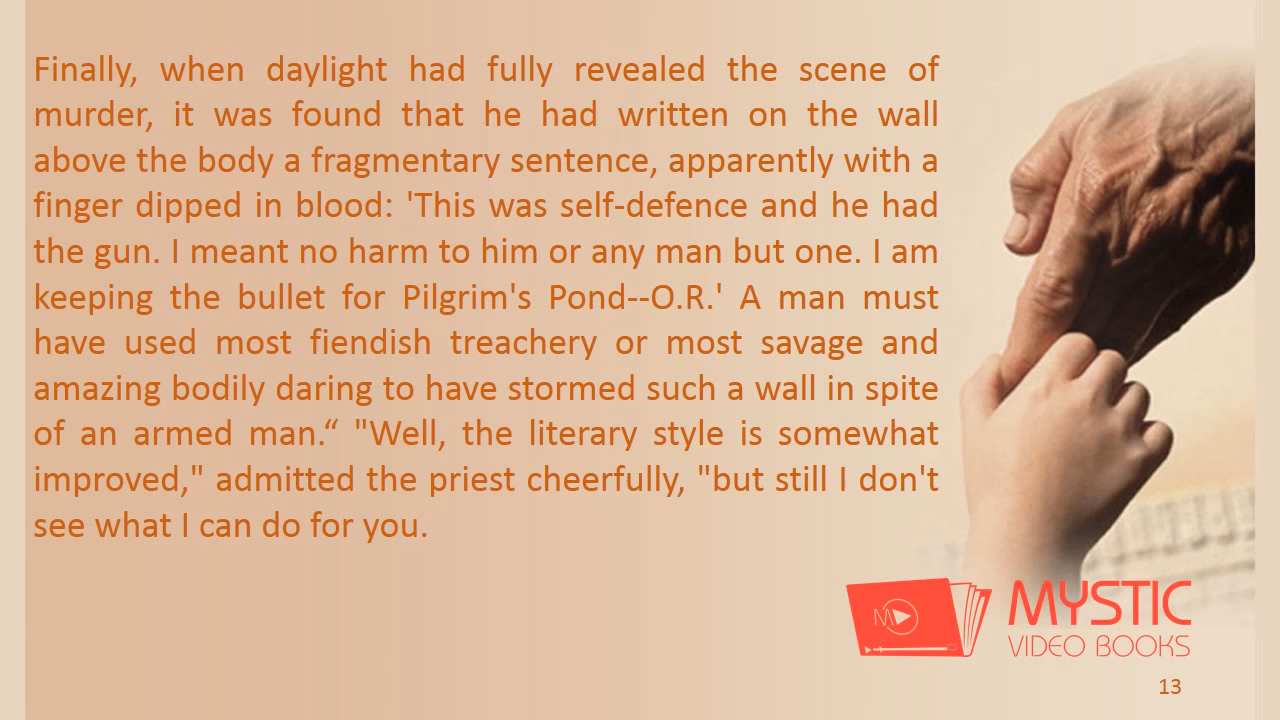 Finally, when daylight had fully revealed the scene of
murder, it was found that he had written on the wall
above the body a fragmentary sentence, apparently with a
finger dipped in blood: 'This was self-defence and he had
the gun. I meant no harm to him or any man but one. I am
keeping the bullet for Pilgrim's Pond--O.R.' A man must
have used most fiendish treachery or most savage and
amazing bodily daring to have stormed such a wall in spite
of an armed man.“ "Well, the literary style is somewhat
improved," admitted the priest cheerfully, "but still I don't
see what I can do for you.
M
MYSTIC
VIDEO BOOKS
13